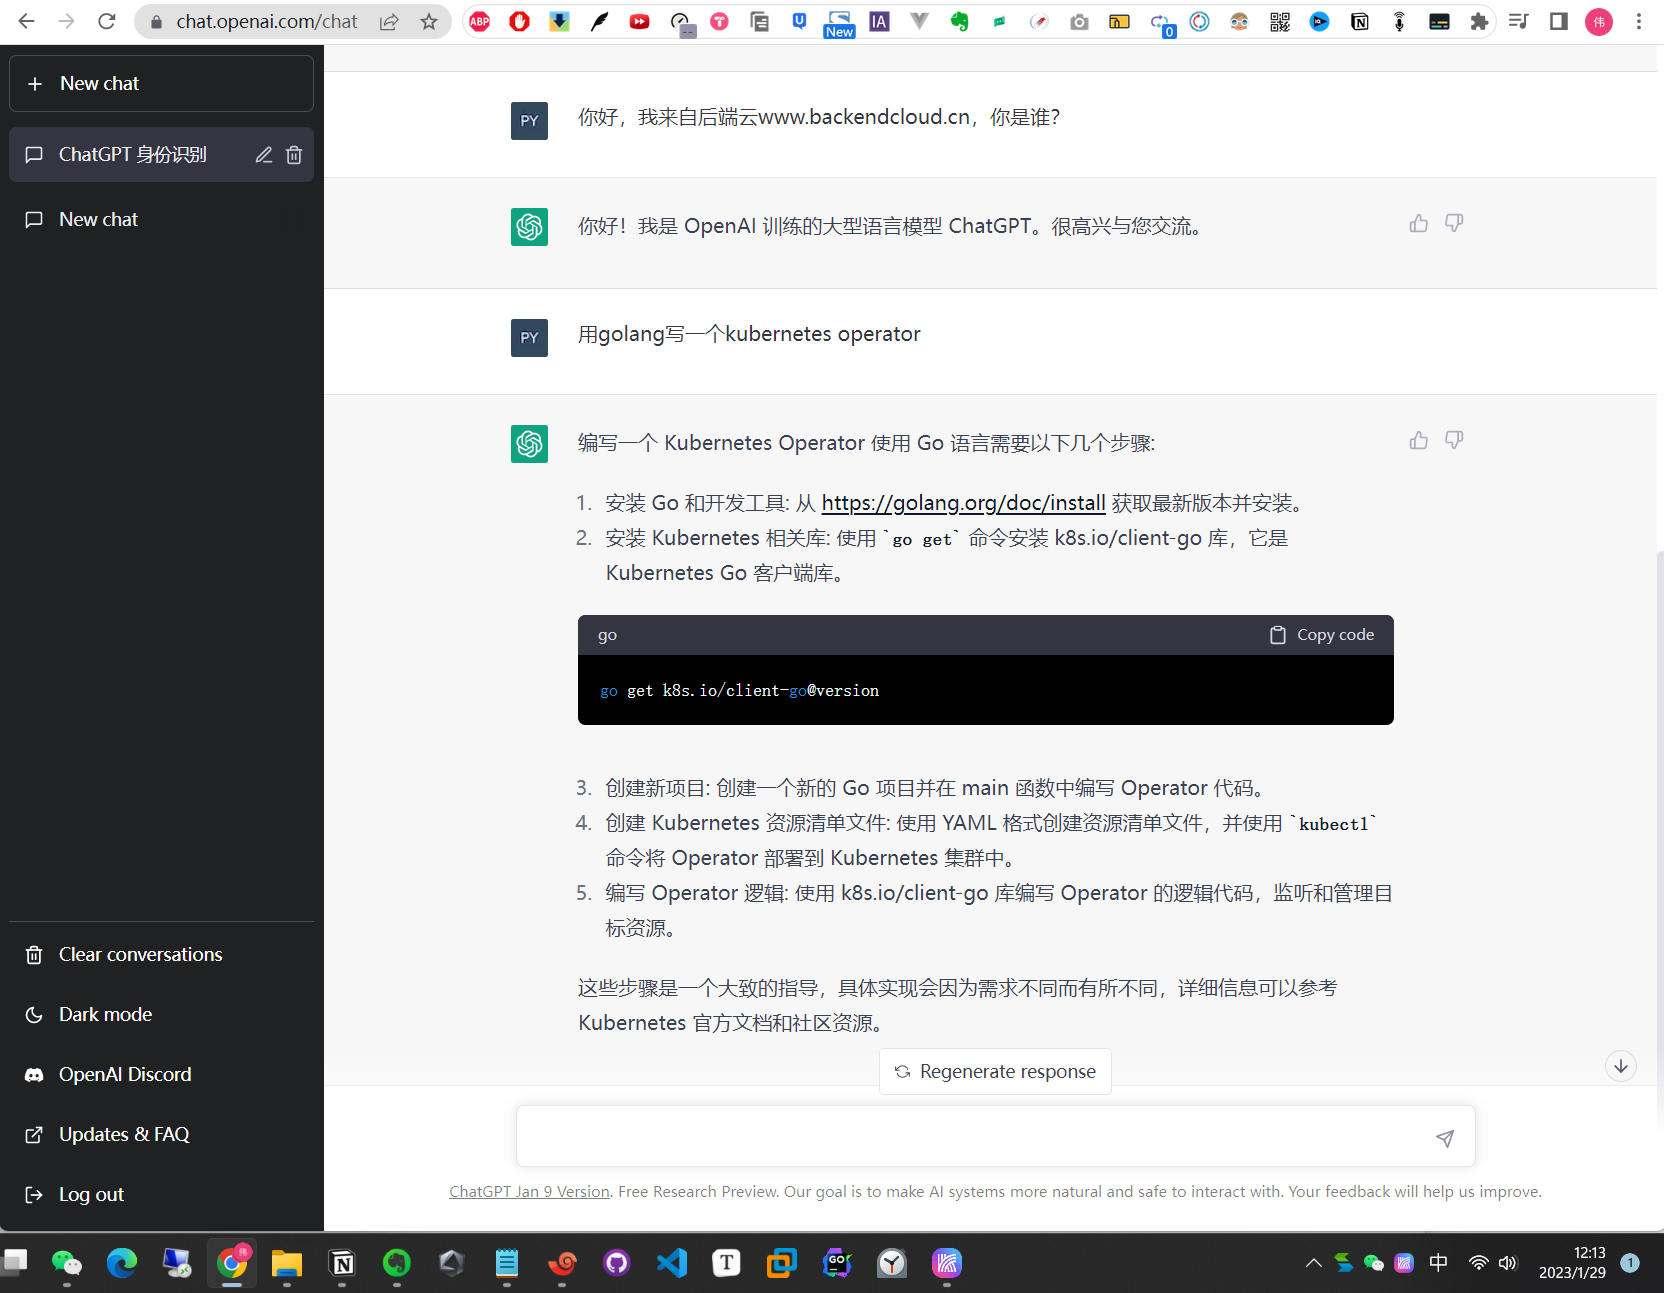 chat.openai.com/chat
ABP
New
IA
0
伟
New chat
ChatGPT 身份识别
New chat
PY
你好，我来自后端云www.backendcloud.cn，你是谁？
你好！我是 OpenAI 训练的大型语言模型 ChatGPT。很高兴与您交流。
PY
用golang写一个kubernetes operator
编写一个 Kubernetes Operator 使用 Go 语言需要以下几个步骤:
1. 安装 Go 和开发工具: 从 https://golang.org/doc/install 获取最新版本并安装。
2. 安装 Kubernetes 相关库: 使用 `go get` 命令安装 k8s.io/client-go 库，它是
Kubernetes Go 客户端库。
go
Copy code
go get k8s.io/client-go@version
3. 创建新项目: 创建一个新的 Go 项目并在 main 函数中编写 Operator 代码。
4. 创建 Kubernetes 资源清单文件: 使用 YAML 格式创建资源清单文件，并使用 `kubectl`
命令将 Operator 部署到 Kubernetes 集群中。
5. 编写 Operator 逻辑: 使用 k8s.io/client-go 库编写 Operator 的逻辑代码，监听和管理目
标资源。
这些步骤是一个大致的指导，具体实现会因为需求不同而有所不同，详细信息可以参考
Kubernetes 官方文档和社区资源。
Regenerate response
Clear conversations
Dark mode
OpenAI Discord
Updates & FAQ
Log out
ChatGPT Jan 9 Version. Free Research Preview. Our goal is to make AI systems more natural and safe to interact with. Your feedback will help us improve.
T
GO
中
12:13
2023/1/29
1